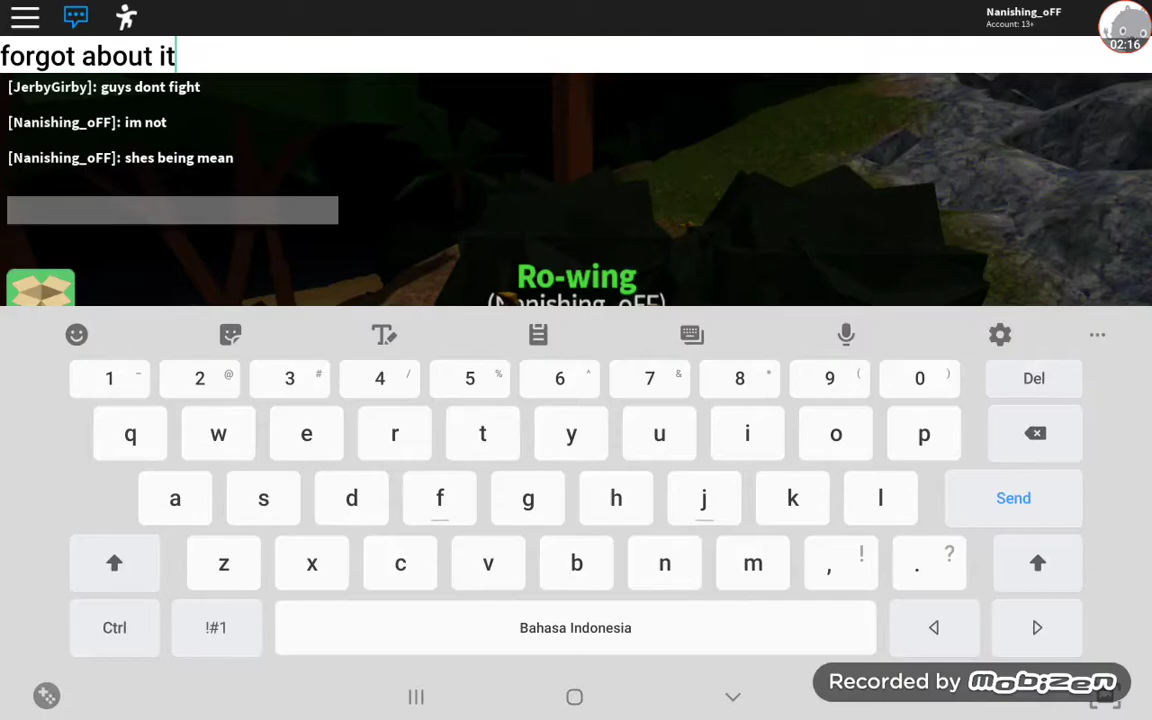 Nanishing_oFF
Account: 13+
02:16
forgot about it
[JerbyGirby]: guys dont fight
[Nanishing_oFF]: im not
[Nanishing_oFF]: shes being mean
Ro-wing
(Nanishing_oFF)
1 - 2 @ 3 # 4 / 5 % 6 ^ 7 & 8 * 9 ( 0 ) Del
q w e r t y u i o p
a s d f g h j k l Send
z x c v b n m , ! . ?
Ctrl !#1 Bahasa Indonesia
Recorded by mobizen